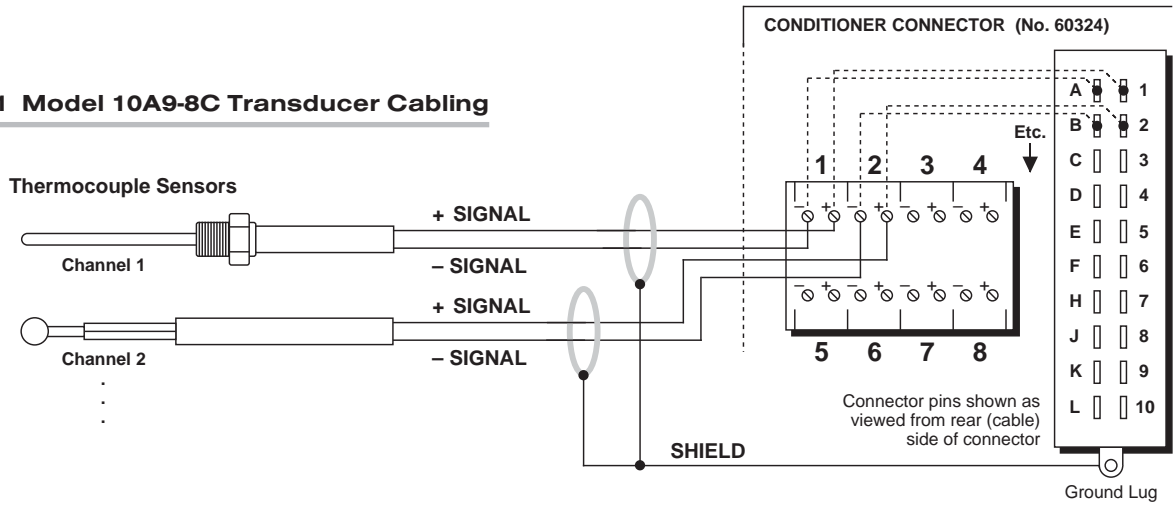 CONDITIONER CONNECTOR (No. 60324)
1 Model 10A9-8C Transducer Cabling
Thermocouple Sensors
+ SIGNAL
– SIGNAL
Channel 1
+ SIGNAL
– SIGNAL
Channel 2
.
.
.
SHIELD
Etc.
1 2 3 4
– + – + – + – +
– + – + – + – +
5 6 7 8
A 1
B 2
C 3
D 4
E 5
F 6
H 7
J 8
K 9
L 10
Connector pins shown as
viewed from rear (cable)
side of connector
Ground Lug